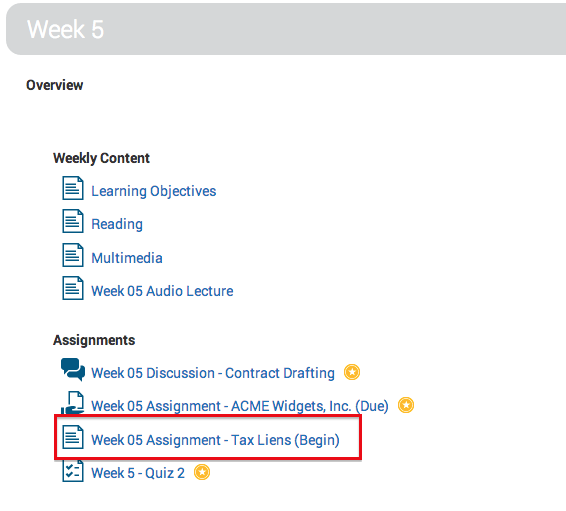 Week 5
Overview
Weekly Content
Learning Objectives
Reading
Multimedia
Week 05 Audio Lecture
Assignments
Week 05 Discussion - Contract Drafting
Week 05 Assignment - ACME Widgets, Inc. (Due)
Week 05 Assignment - Tax Liens (Begin)
Week 5 - Quiz 2